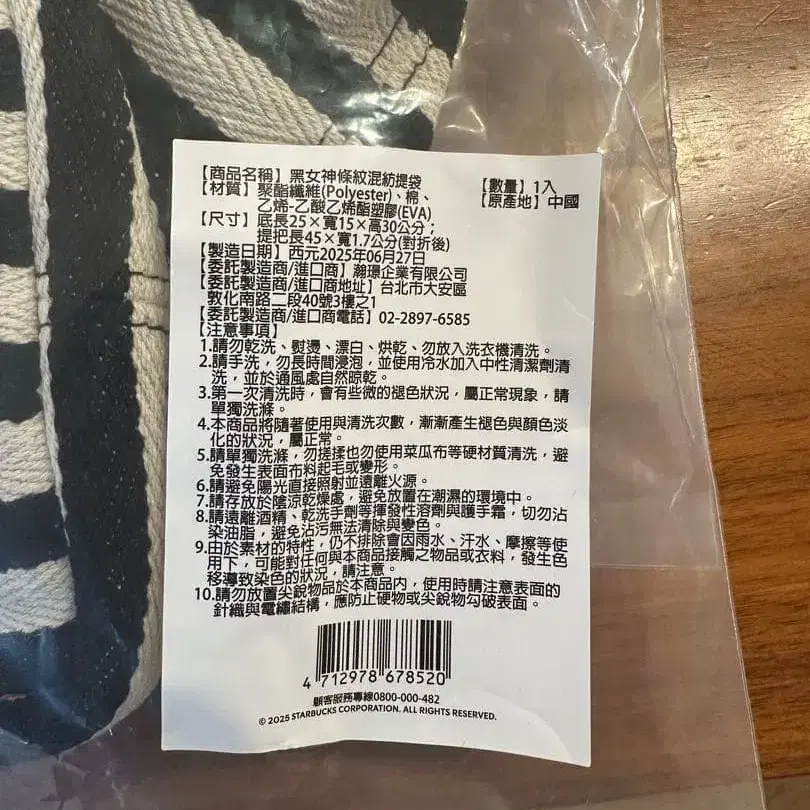 【商品名稱】黑女神條紋混紡提袋 【數量】1入
【材質】聚酯纖維(Polyester)、棉、 【原產地】中國
乙烯-乙酸乙烯酯塑膠(EVA)
【尺寸】底長25×寬15×高30公分；
提把長45×寬1.7公分(對折後)
【製造日期】西元2025年06月27日
【委託製造商/進口商】瀚璟企業有限公司
【委託製造商/進口商地址】台北市大安區
敦化南路二段40號3樓之1
【委託製造商/進口商電話】02-2897-6585
【注意事項】
1.請勿乾洗、熨燙、漂白、烘乾、勿放入洗衣機清洗。
2.請手洗，勿長時間浸泡，並使用冷水加入中性清潔劑清
洗，並於通風處自然晾乾。
3.第一次清洗時，會有些微的褪色狀況，屬正常現象，請
單獨洗滌。
4.本商品將隨著使用與清洗次數，漸漸產生褪色與顏色淡
化的狀況，屬正常。
5.請單獨洗滌，勿搓揉也勿使用菜瓜布等硬材質清洗，避
免發生表面布料起毛或變形。
6.請避免陽光直接照射並遠離火源。
7.請存放於陰涼乾燥處，避免放置在潮濕的環境中。
8.請遠離酒精、乾洗手劑等揮發性溶劑與護手霜，切勿沾
染油脂，避免沾污無法清除與變色。
9.由於素材的特性，仍不排除會因雨水、汗水、摩擦等使
用下，可能對任何與本商品接觸之物品或衣料，發生色
移導致染色的狀況，請注意。
10.請勿放置尖銳物品於本商品內，使用時請注意表面的
針織與電繡結構，應防止硬物或尖銳物勾破表面。
4 712978 678520
顧客服務專線0800-000-482
© 2025 STARBUCKS CORPORATION. ALL RIGHTS RESERVED.